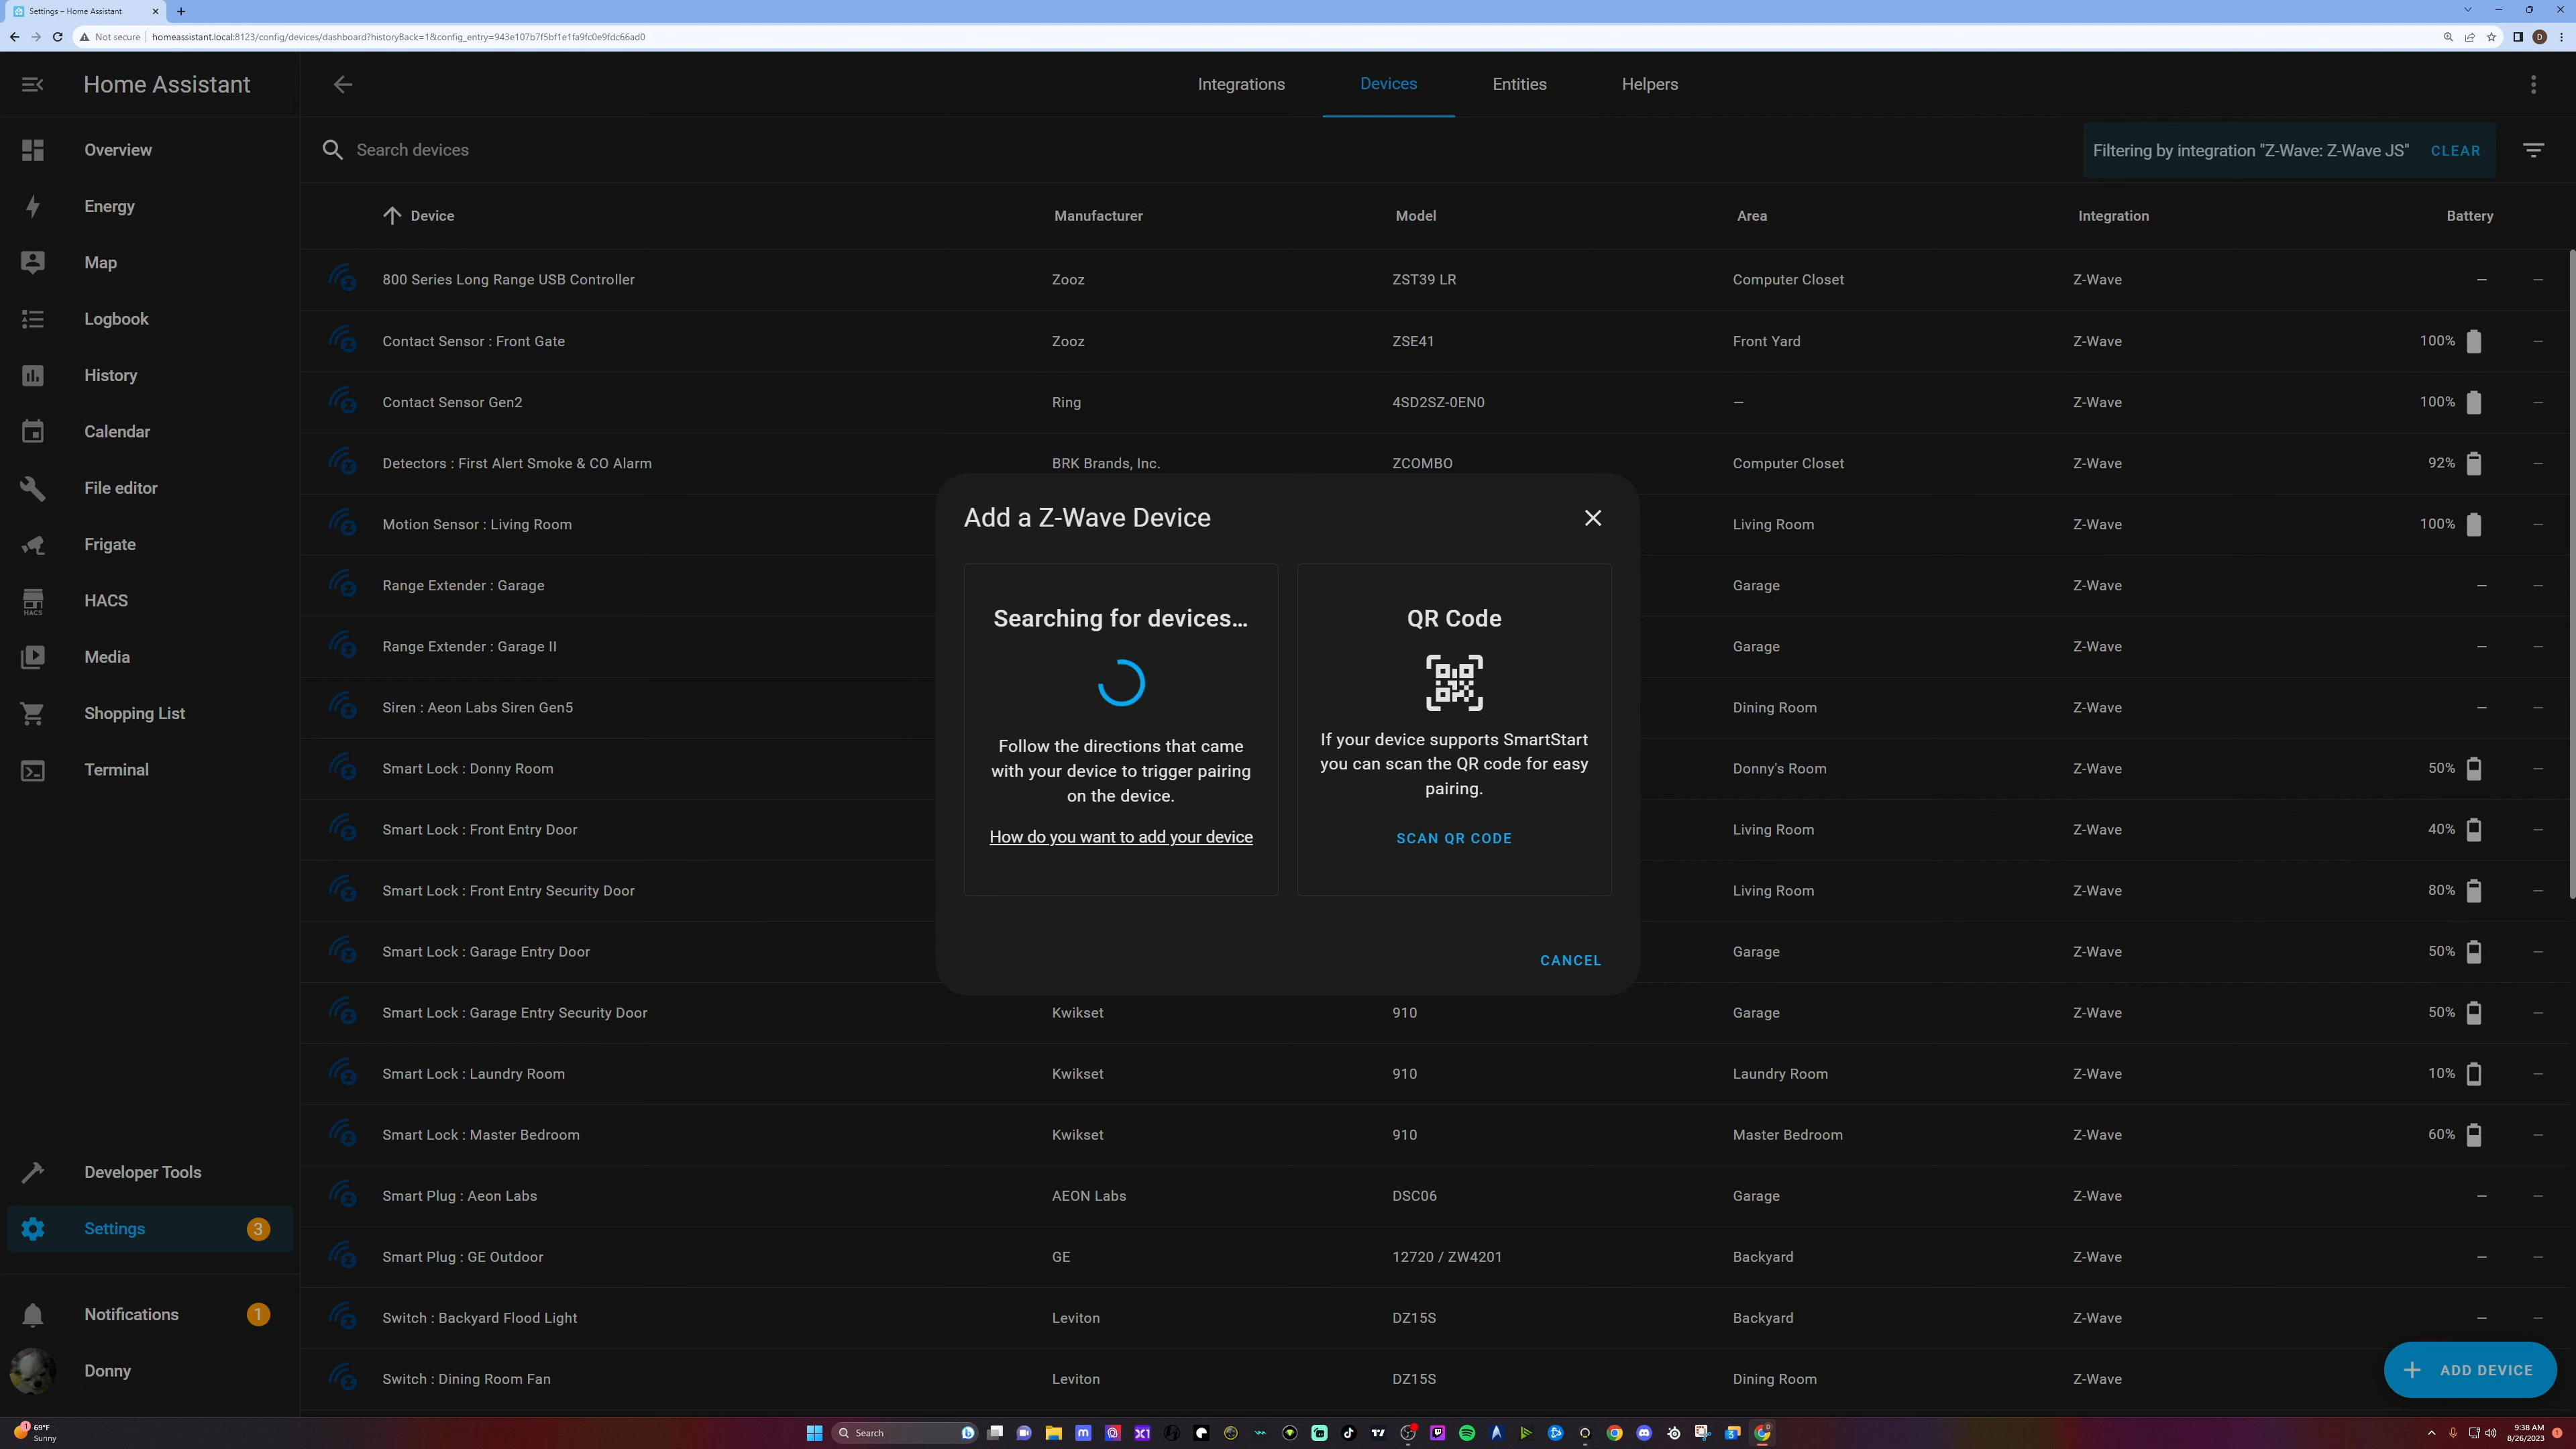 Settings – Home Assistant
Not secure
homeassistant.local:8123/config/devices/dashboard?historyBack=1&config_entry=943e107b7f5bf1e1fa9fc0e9fdc66ad0
D
Home Assistant
Integrations
Devices
Entities
Helpers
Overview
Energy
Map
Logbook
History
Calendar
File editor
Frigate
HACS
HACS
Media
Shopping List
Terminal
Developer Tools
Settings 3
Notifications 1
Donny
Search devices
Filtering by integration "Z-Wave: Z-Wave JS" CLEAR
Device Manufacturer Model Area Integration Battery
800 Series Long Range USB Controller Zooz ZST39 LR Computer Closet Z-Wave — —
Contact Sensor : Front Gate Zooz ZSE41 Front Yard Z-Wave 100% —
Contact Sensor Gen2 Ring 4SD2SZ-0EN0 — Z-Wave 100% —
Detectors : First Alert Smoke & CO Alarm BRK Brands, Inc. ZCOMBO Computer Closet Z-Wave 92% —
Motion Sensor : Living Room Living Room Z-Wave 100% —
Range Extender : Garage Garage Z-Wave — —
Range Extender : Garage II Garage Z-Wave — —
Siren : Aeon Labs Siren Gen5 Dining Room Z-Wave — —
Smart Lock : Donny Room Donny's Room Z-Wave 50% —
Smart Lock : Front Entry Door Living Room Z-Wave 40% —
Smart Lock : Front Entry Security Door Living Room Z-Wave 80% —
Smart Lock : Garage Entry Door Garage Z-Wave 50% —
Smart Lock : Garage Entry Security Door Kwikset 910 Garage Z-Wave 50% —
Smart Lock : Laundry Room Kwikset 910 Laundry Room Z-Wave 10% —
Smart Lock : Master Bedroom Kwikset 910 Master Bedroom Z-Wave 60% —
Smart Plug : Aeon Labs AEON Labs DSC06 Garage Z-Wave — —
Smart Plug : GE Outdoor GE 12720 / ZW4201 Backyard Z-Wave — —
Switch : Backyard Flood Light Leviton DZ15S Backyard Z-Wave — —
Switch : Dining Room Fan Leviton DZ15S Dining Room Z-Wave
Add a Z-Wave Device
Searching for devices...
Follow the directions that came
with your device to trigger pairing
on the device.
How do you want to add your device
QR Code
If your device supports SmartStart
you can scan the QR code for easy
pairing.
SCAN QR CODE
CANCEL
ADD DEVICE
1
69°F
Sunny
Search
9:38 AM
8/26/2023